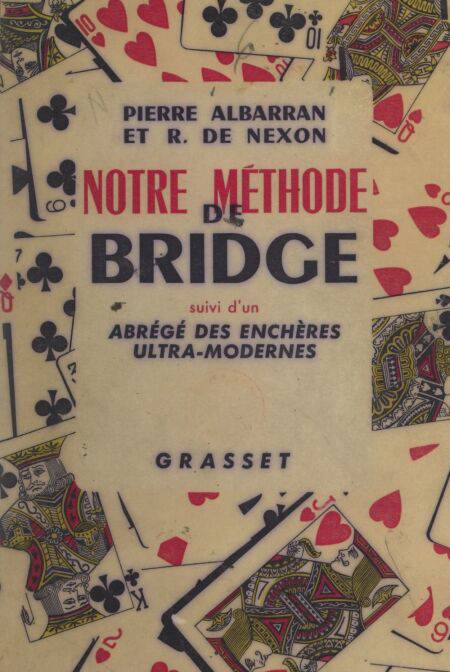 PIERRE ALBARRAN
ET R. DE NEXON
NOTRE MÉTHODE
DE
BRIDGE
suivi d'un
ABRÉGÉ DES ENCHÈRES
ULTRA-MODERNES
GRASSET